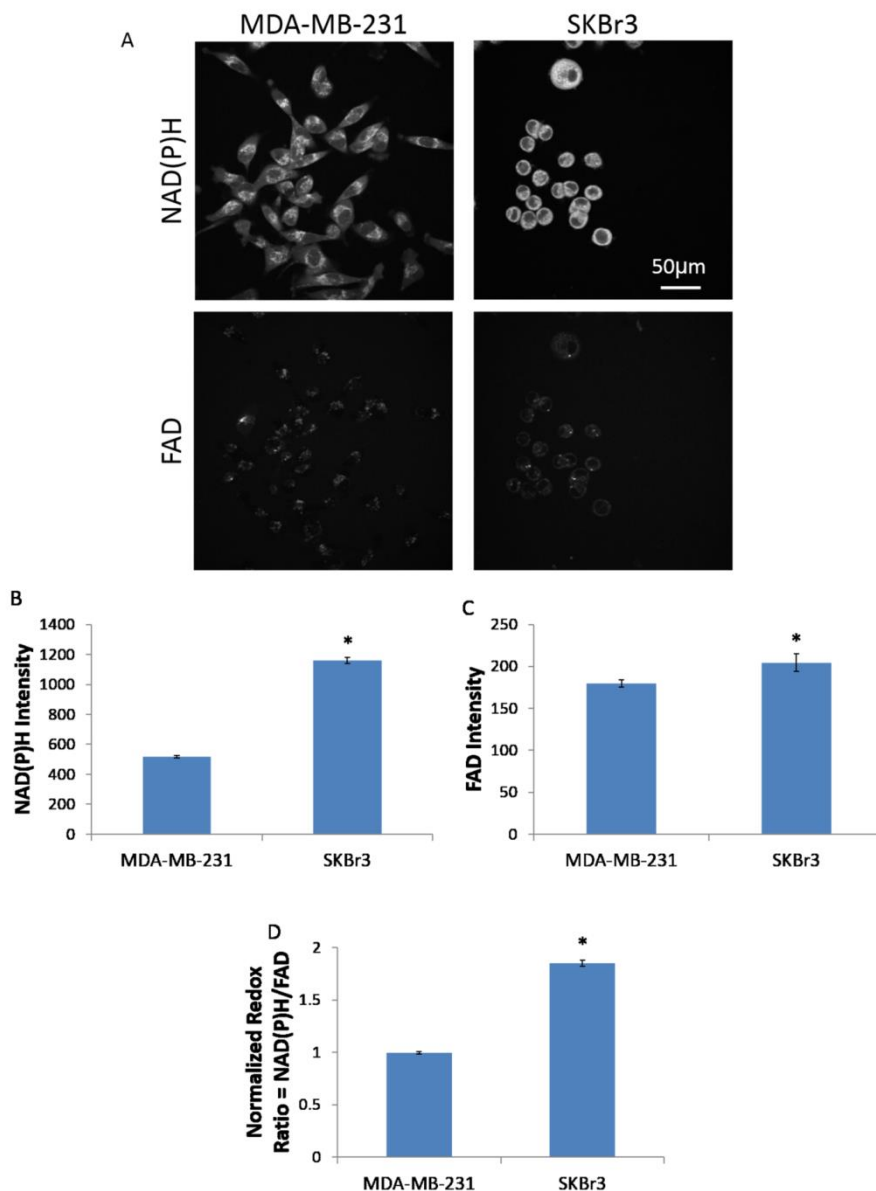 A
MDA-MB-231
SKBr3
NAD(P)H
50μm
FAD
B
NAD(P)H Intensity
1400
1200
1000
800
600
400
200
0
*
MDA-MB-231
SKBr3
C
FAD Intensity
250
200
150
100
50
0
*
MDA-MB-231
SKBr3
D
Normalized Redox
Ratio = NAD(P)H/FAD
2
1.5
1
0.5
0
*
MDA-MB-231
SKBr3